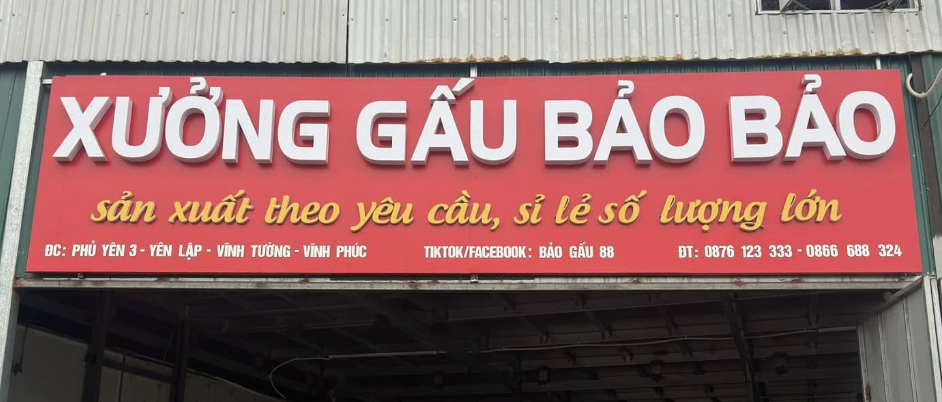 XƯỞNG GẤU BẢO BẢO
sản xuất theo yêu cầu, sỉ lẻ số lượng lớn
ĐC: PHỦ YÊN 3 - YÊN LẬP - VĨNH TƯỜNG - VĨNH PHÚC TIKTOK/FACEBOOK: BẢO GẤU 88 ĐT: 0876 123 333 - 0866 688 324